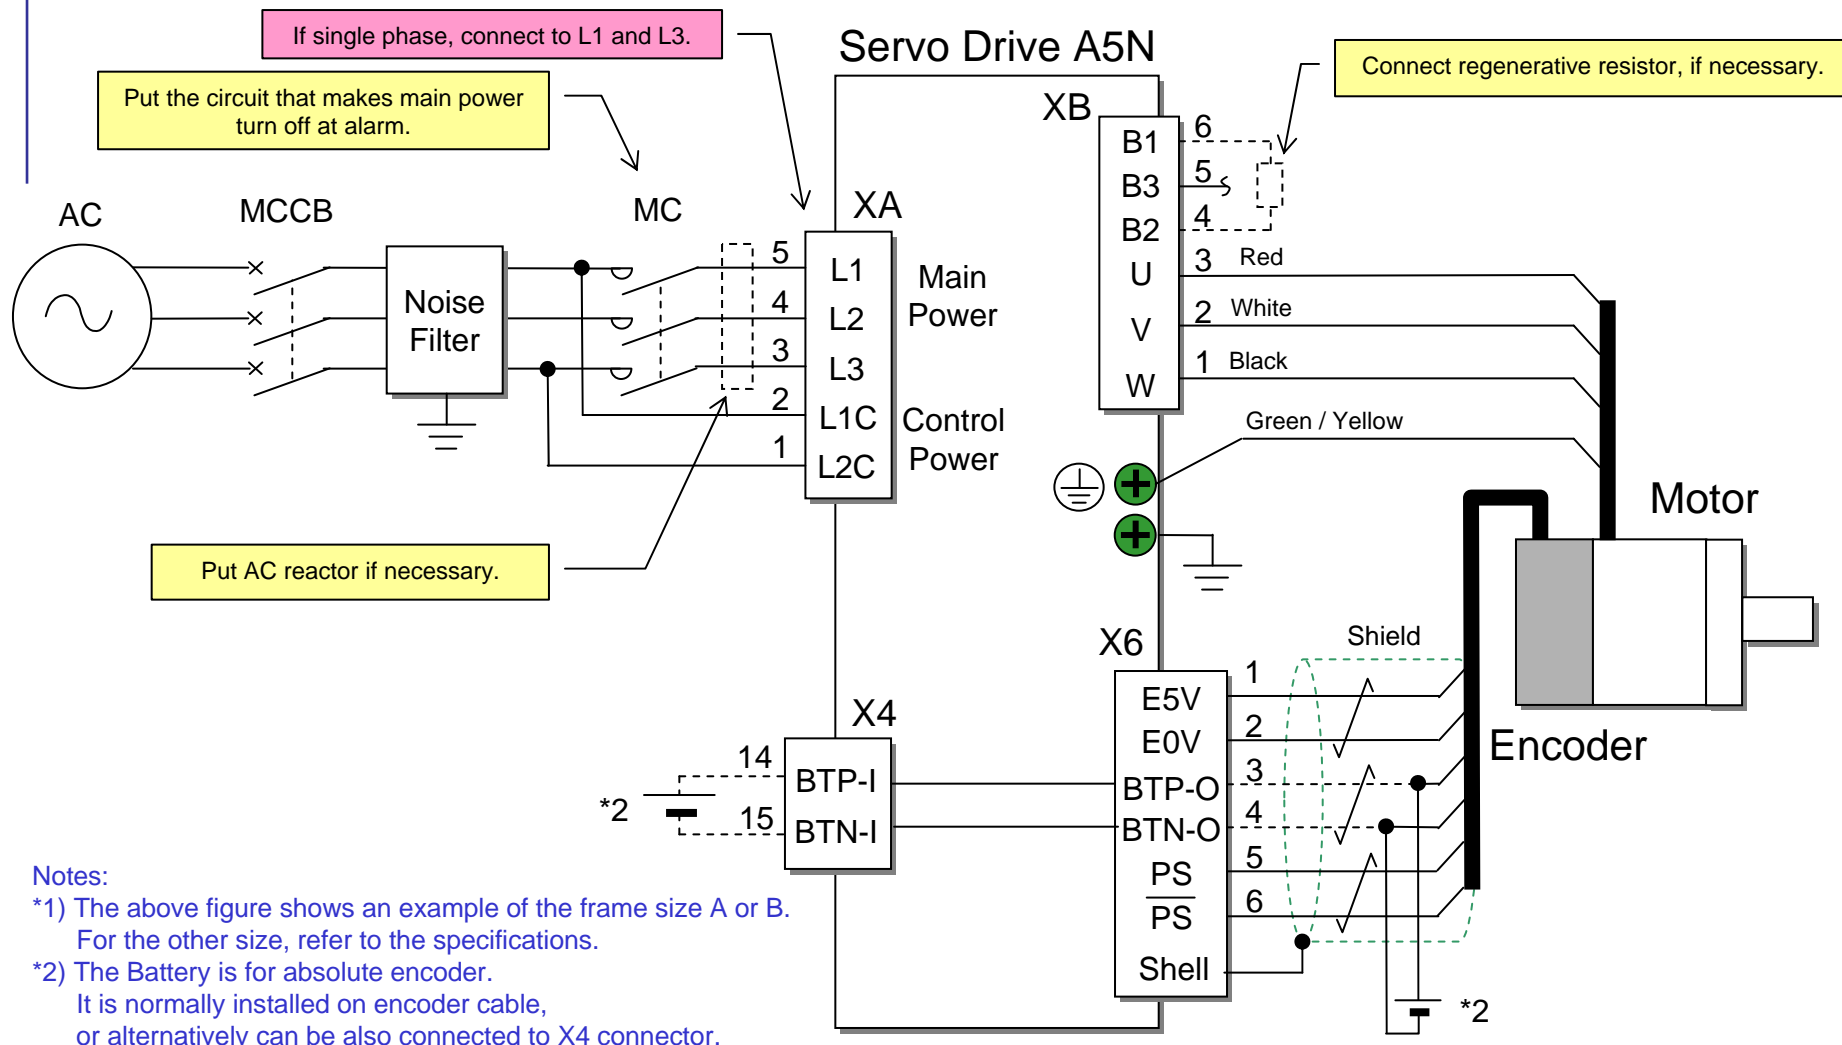 If single phase, connect to L1 and L3.
Servo Drive A5N
Connect regenerative resistor, if necessary.
Put the circuit that makes main power
turn off at alarm.
AC
MCCB
MC
XA
XB
Noise
Filter
5
4
3
2
1
L1
L2
L3
L1C
L2C
Main
Power
Control
Power
B1
B3
B2
U
V
W
6
5
4
3 Red
2 White
1 Black
Green / Yellow
Motor
Put AC reactor if necessary.
X6
Shield
E5V
E0V
BTP-O
BTN-O
PS
PS
Shell
1
2
3
4
5
6
Encoder
X4
14
15
BTP-I
BTN-I
*2
*2
Notes:
*1) The above figure shows an example of the frame size A or B.
For the other size, refer to the specifications.
*2) The Battery is for absolute encoder.
It is normally installed on encoder cable,
or alternatively can be also connected to X4 connector.